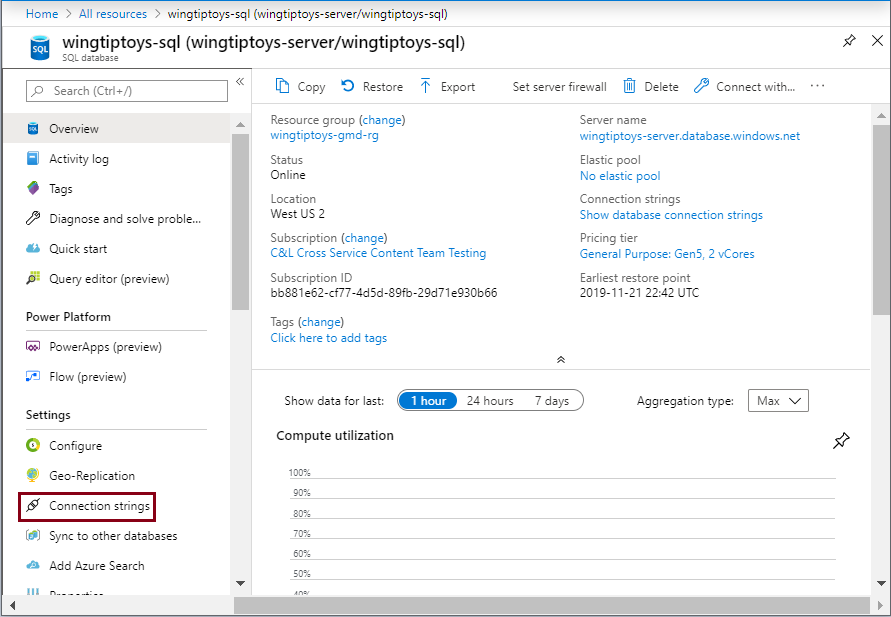 Home > All resources > wingtiptoys-sql (wingtiptoys-server/wingtiptoys-sql)
SQL
wingtiptoys-sql (wingtiptoys-server/wingtiptoys-sql)
SQL database
Search (Ctrl+/)
Overview
Activity log
Tags
Diagnose and solve proble...
Quick start
Query editor (preview)
Power Platform
PowerApps (preview)
Flow (preview)
Settings
Configure
Geo-Replication
Connection strings
Sync to other databases
Add Azure Search
Properties
Copy Restore Export Set server firewall Delete Connect with... ...
Resource group (change)
wingtiptoys-gmd-rg
Status
Online
Location
West US 2
Subscription (change)
C&L Cross Service Content Team Testing
Subscription ID
bb881e62-cf77-4d5d-89fb-29d71e930b66
Tags (change)
Click here to add tags
Server name
wingtiptoys-server.database.windows.net
Elastic pool
No elastic pool
Connection strings
Show database connection strings
Pricing tier
General Purpose: Gen5, 2 vCores
Earliest restore point
2019-11-21 22:42 UTC
Show data for last: 1 hour 24 hours 7 days Aggregation type: Max
Compute utilization
100%
90%
80%
70%
60%
50%
40%